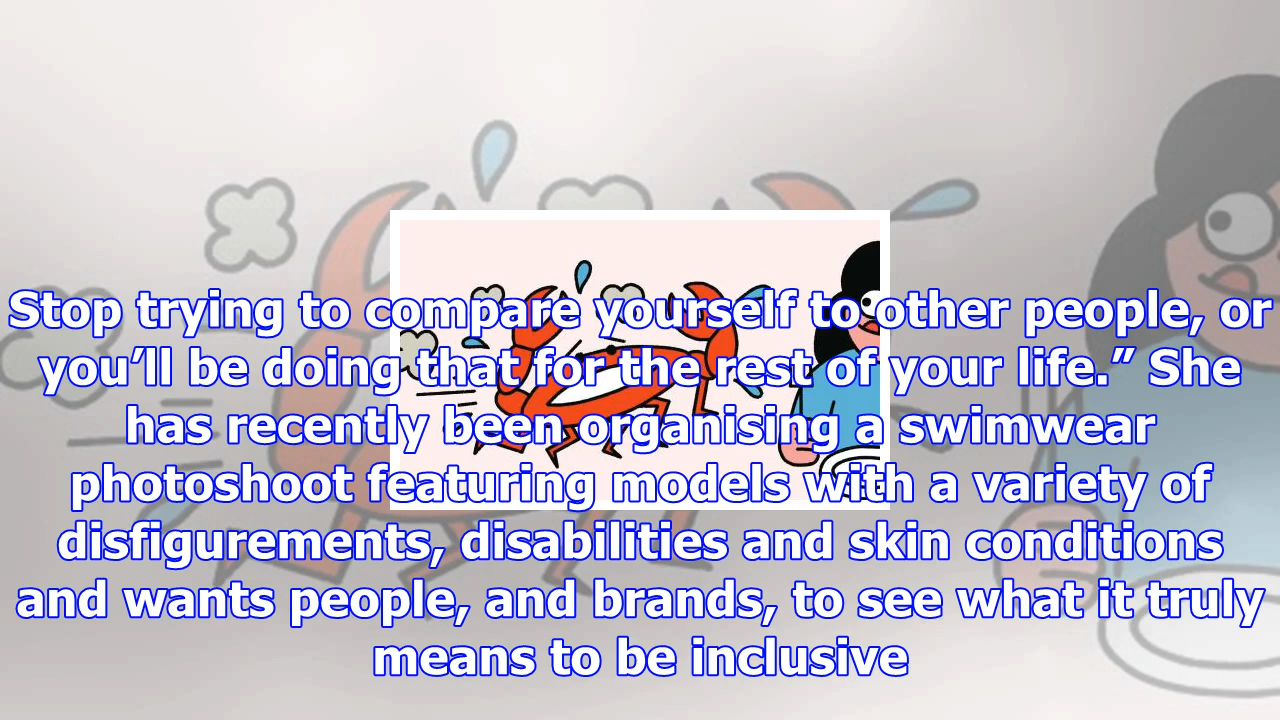 Stop trying to compare yourself to other people, or
you’ll be doing that for the rest of your life.” She
has recently been organising a swimwear
photoshoot featuring models with a variety of
disfigurements, disabilities and skin conditions
and wants people, and brands, to see what it truly
means to be inclusive